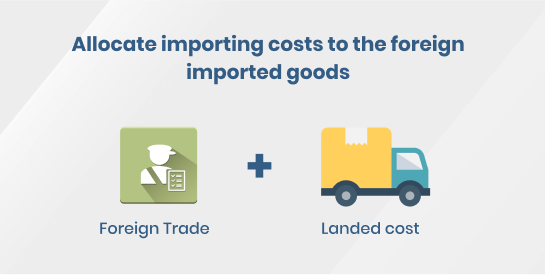 Allocate importing costs to the foreign
imported goods
Foreign Trade
Landed cost